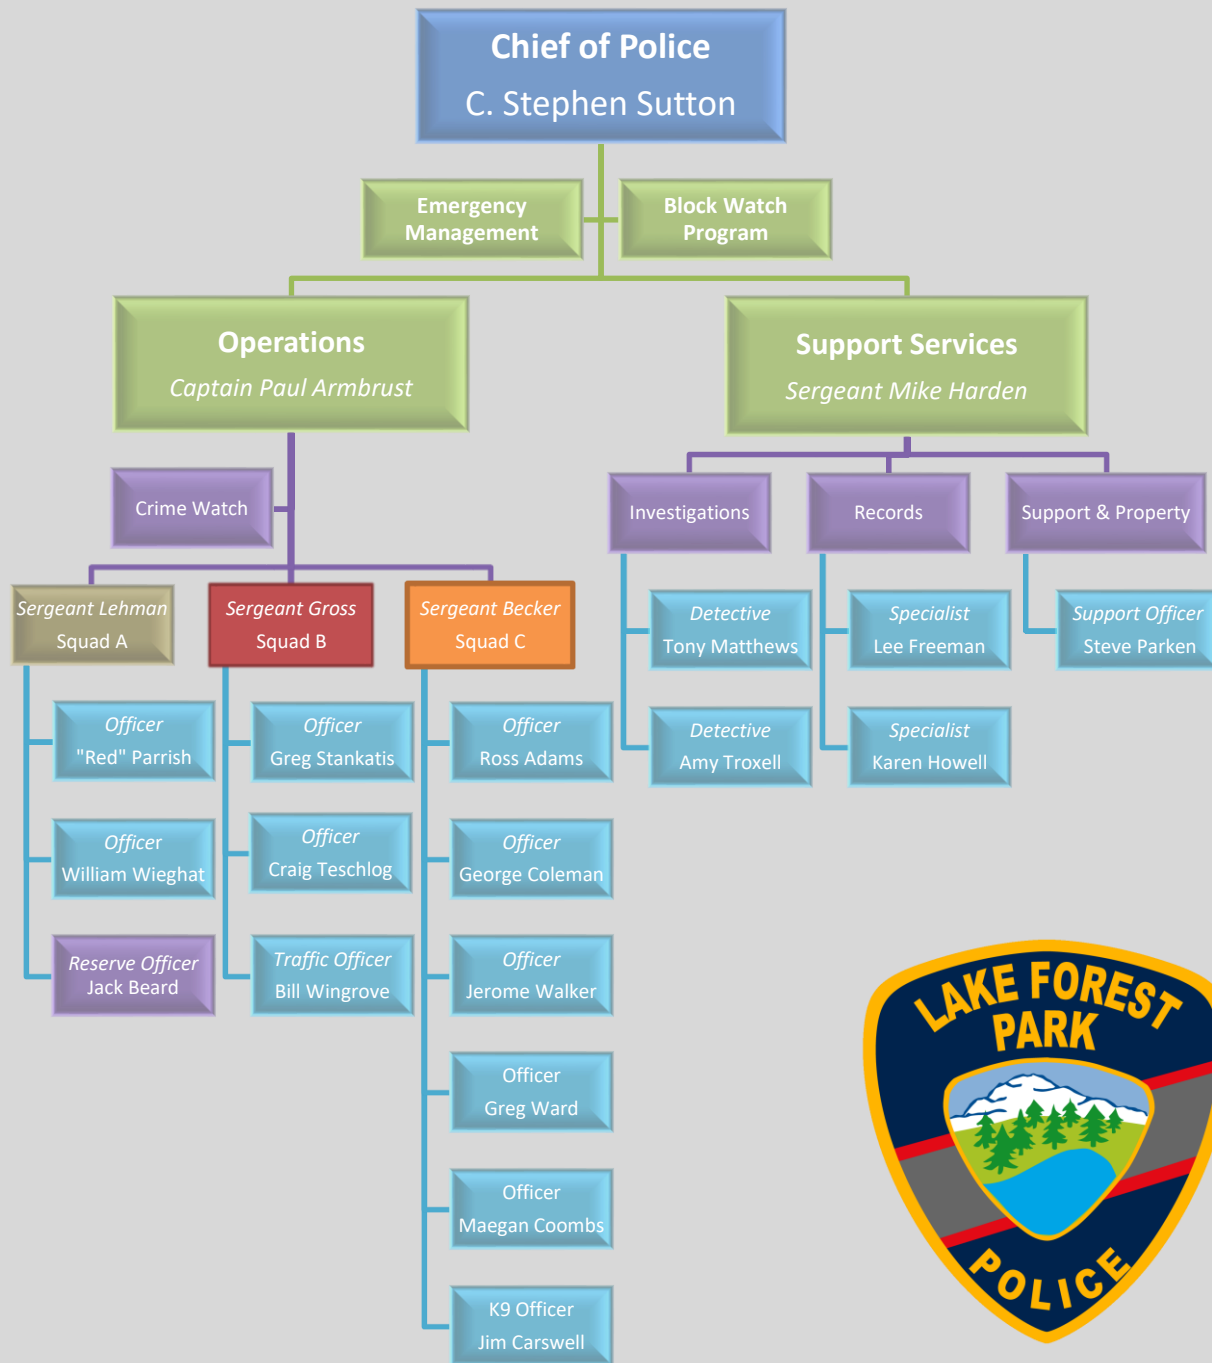 Chief of Police
C. Stephen Sutton
Emergency
Management
Block Watch
Program
Operations
Captain Paul Armbrust
Support Services
Sergeant Mike Harden
Crime Watch
Sergeant Lehman
Squad A
Officer
"Red" Parrish
Officer
William Wieghat
Reserve Officer
Jack Beard
Sergeant Gross
Squad B
Officer
Greg Stankatis
Officer
Craig Teschlog
Traffic Officer
Bill Wingrove
Sergeant Becker
Squad C
Officer
Ross Adams
Officer
George Coleman
Officer
Jerome Walker
Officer
Greg Ward
Officer
Maegan Coombs
K9 Officer
Jim Carswell
Investigations
Detective
Tony Matthews
Detective
Amy Troxell
Records
Specialist
Lee Freeman
Specialist
Karen Howell
Support & Property
Support Officer
Steve Parken
LAKE FOREST
PARK
POLICE